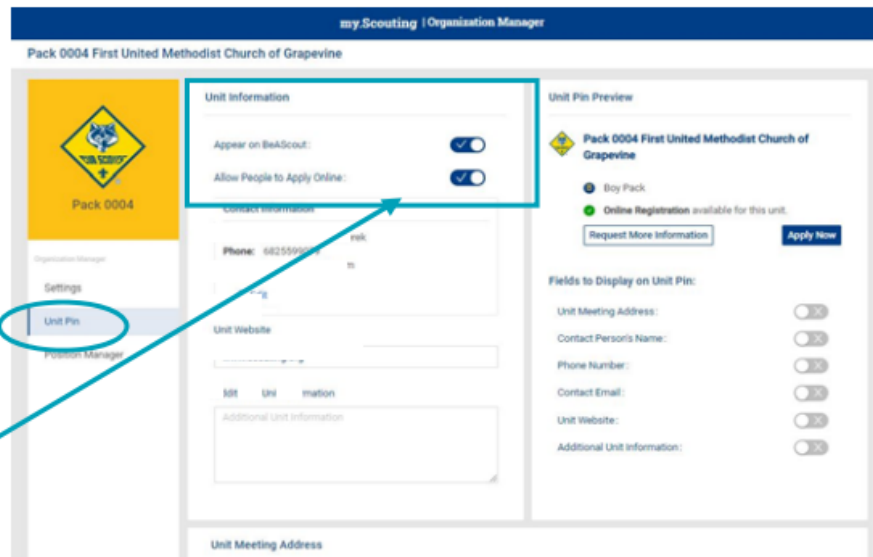 my.Scouting | Organization Manager
Pack 0004 First United Methodist Church of Grapevine
CUB SCOUTS
Pack 0004
Organization Manager
Settings
Unit Pin
Position Manager
Unit Information
Appear on BeAScout:
Allow People to Apply Online:
Contact Information
Phone:
Unit Website
Additional Unit Information
Unit Meeting Address
Unit Pin Preview
Pack 0004 First United Methodist Church of
Grapevine
Boy Pack
Online Registration available for this unit.
Request More Information
Apply Now
Fields to Display on Unit Pin:
Unit Meeting Address:
Contact Person's Name:
Phone Number:
Contact Email:
Unit Website:
Additional Unit Information: